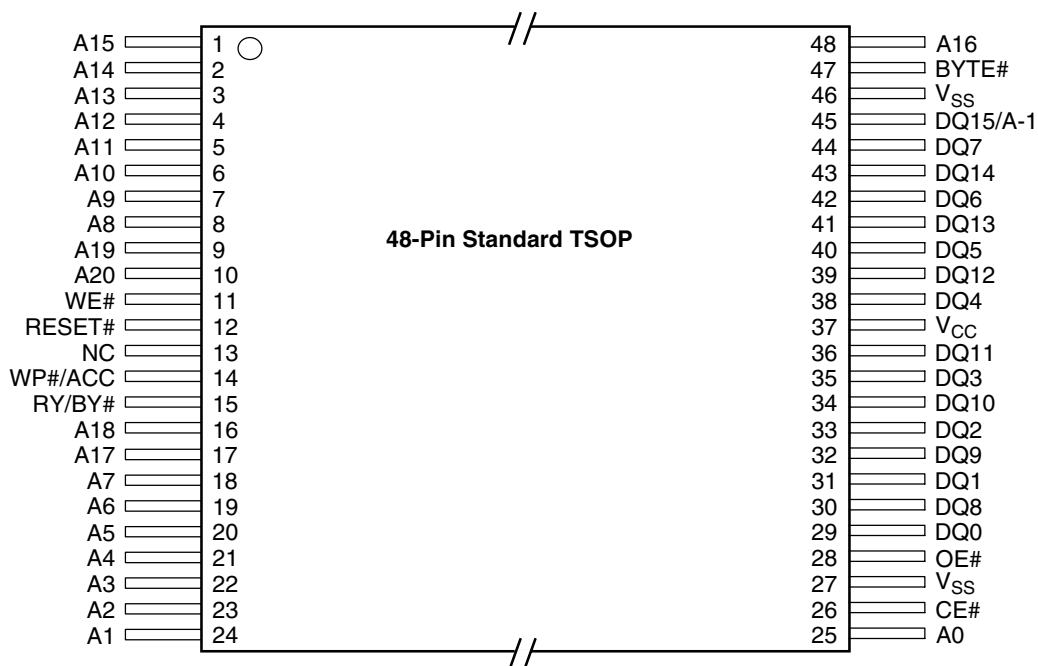 A15 1 48 A16
A14 2 47 BYTE#
A13 3 46 VSS
A12 4 45 DQ15/A-1
A11 5 44 DQ7
A10 6 43 DQ14
A9 7 42 DQ6
A8 8 41 DQ13
A19 9 40 DQ5
48-Pin Standard TSOP
A20 10 39 DQ12
WE# 11 38 DQ4
RESET# 12 37 VCC
NC 13 36 DQ11
WP#/ACC 14 35 DQ3
RY/BY# 15 34 DQ10
A18 16 33 DQ2
A17 17 32 DQ9
A7 18 31 DQ1
A6 19 30 DQ8
A5 20 29 DQ0
A4 21 28 OE#
A3 22 27 VSS
A2 23 26 CE#
A1 24 25 A0